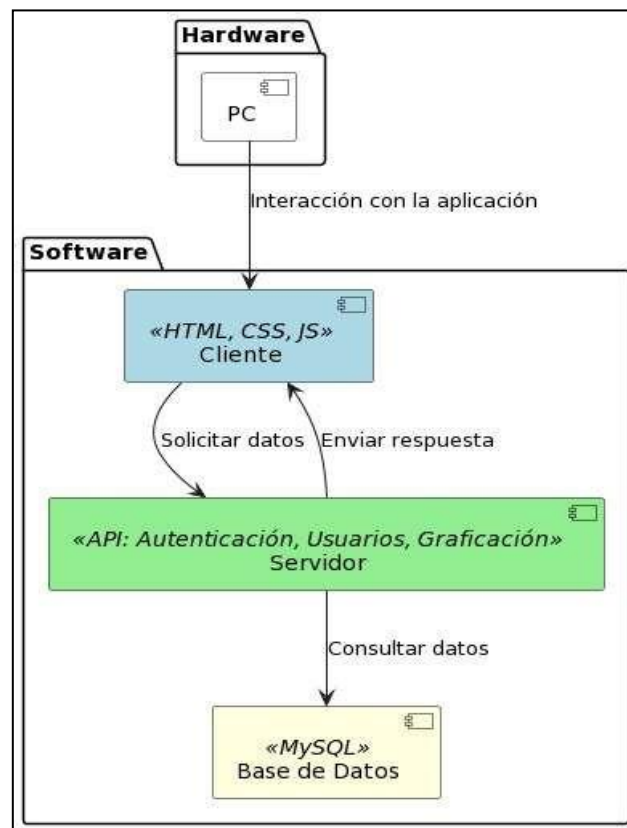 Hardware
PC
Interacción con la aplicación
Software
«HTML, CSS, JS»
Cliente
Solicitar datos
Enviar respuesta
«API: Autenticación, Usuarios, Graficación»
Servidor
Consultar datos
«MySQL»
Base de Datos